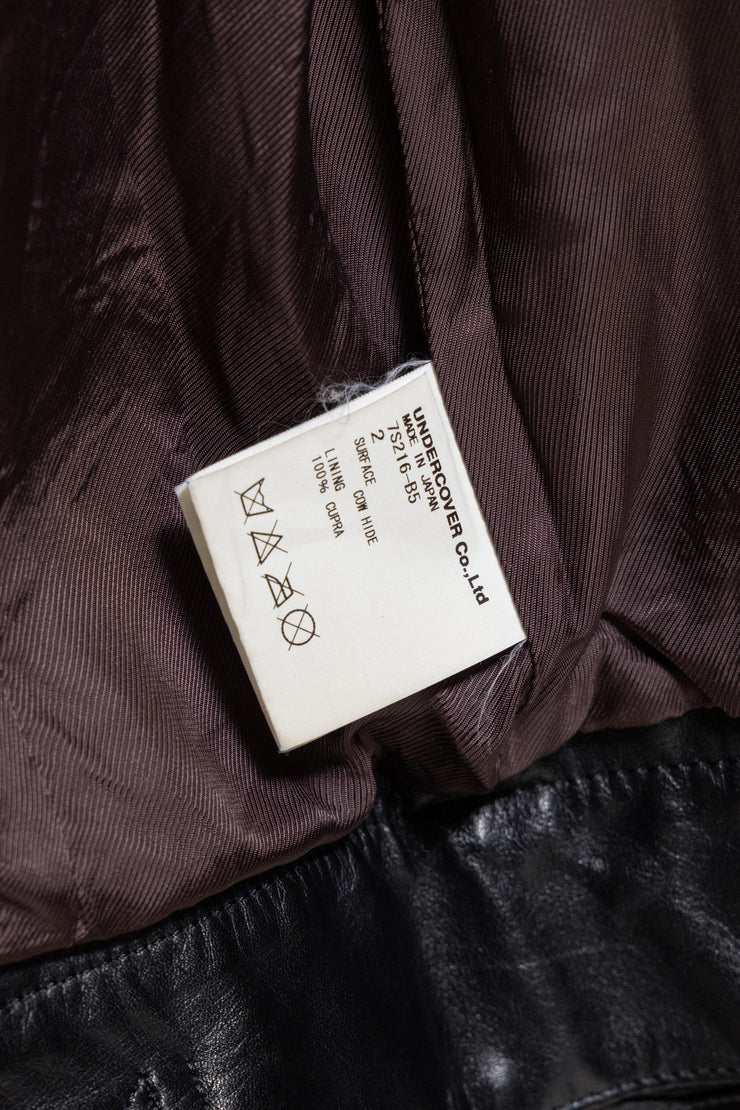 UNDERCOVER Co.,Ltd
MADE IN JAPAN
7S216-B5
2
SURFACE COW HIDE
LINING
100% CUPRA